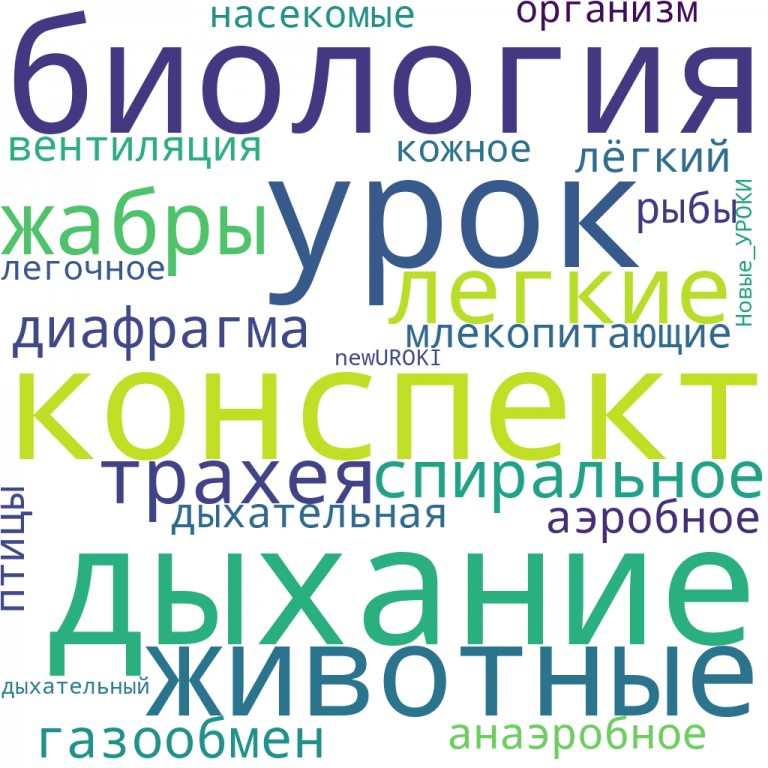 насекомые
организм
биология
вентиляция
кожное
лёгкий
жабры
урок
рыбы
Новые_УРОКИ
легочное
легкие
диафрагма
млекопитающие
newUROKI
конспект
трахея
спиральное
птицы
дыхательная
аэробное
дыхание
животные
дыхательный
газообмен
анаэробное